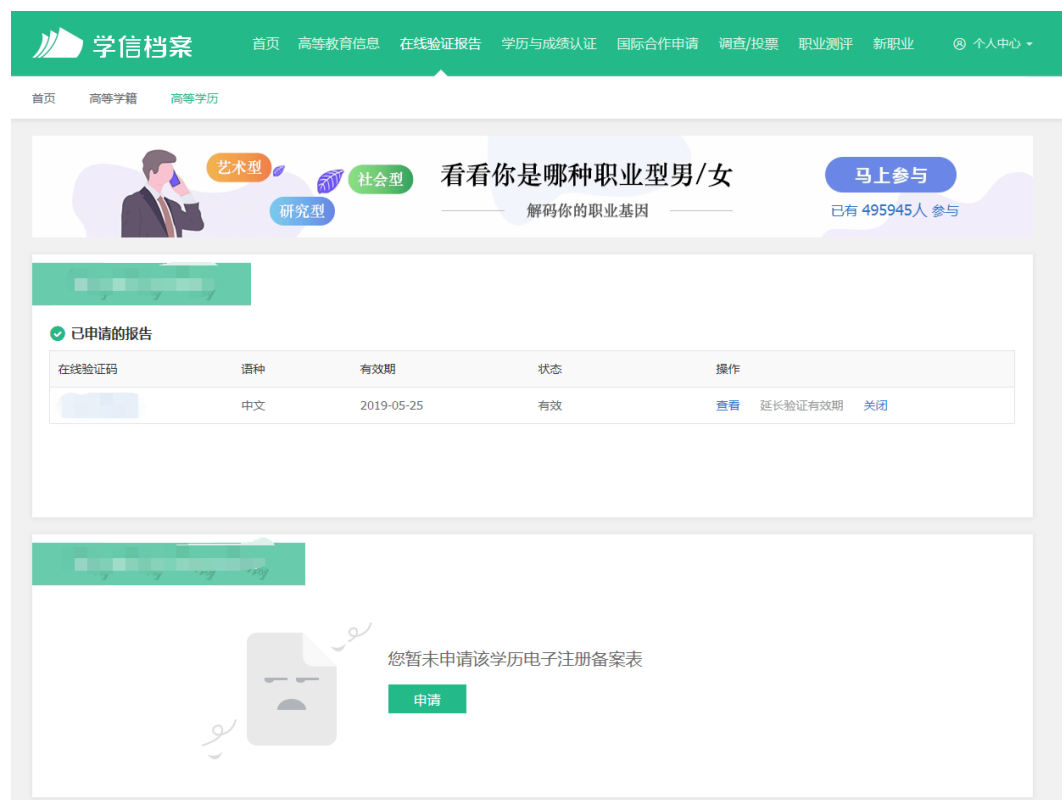 学信档案 首页 高等教育信息 在线验证报告 学历与成绩认证 国际合作申请 调查/投票 职业测评 新职业 个人中心
首页 高等学籍 高等学历
艺术型
社会型
研究型
看看你是哪种职业型男/女
解码你的职业基因
马上参与
已有 495945人 参与
已申请的报告
在线验证码 语种 有效期 状态 操作
中文 2019-05-25 有效 查看 延长验证有效期 关闭
您暂未申请该学历电子注册备案表
申请